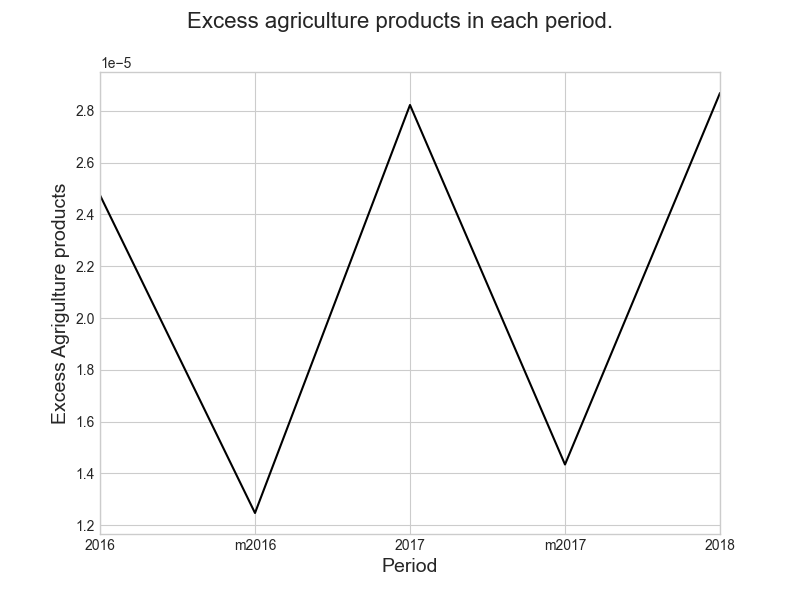 Excess agriculture products in each period.
1e−5
2.8
2.6
2.4
2.2
2.0
1.8
1.6
1.4
1.2
Excess Agrigulture products
2016 m2016 2017 m2017 2018
Period